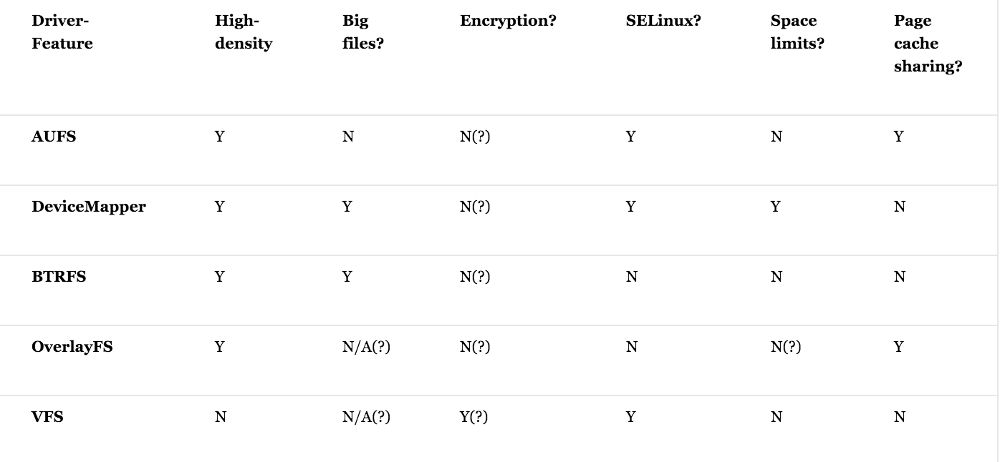 Driver- High- Big Encryption? SELinux? Space Page
Feature density files? limits? cache
sharing?
AUFS Y N N(?) Y N Y
DeviceMapper Y Y N(?) Y Y N
BTRFS Y Y N(?) N N N
OverlayFS Y N/A(?) N(?) N N(?) Y
VFS N N/A(?) Y(?) Y N N